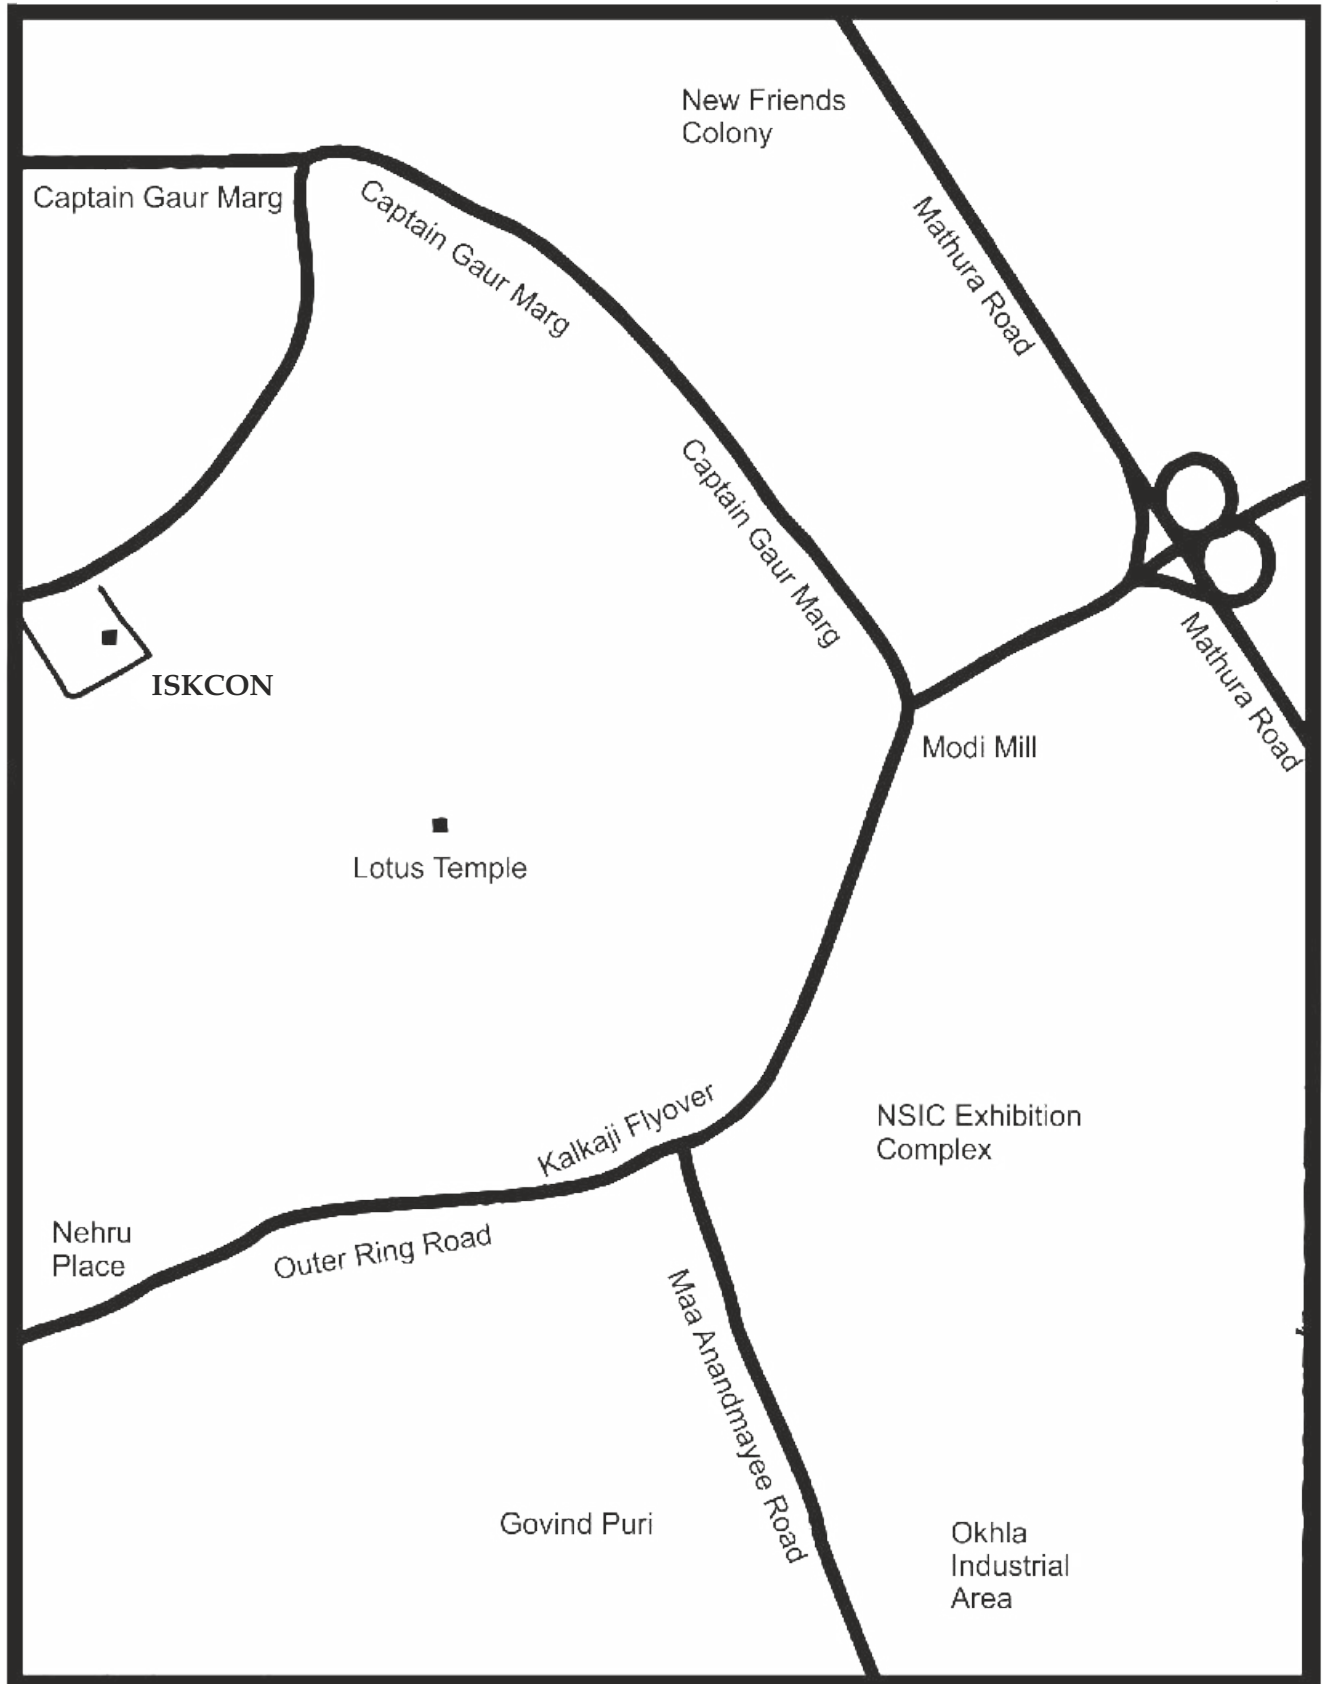 New Friends
Colony
Captain Gaur Marg
Captain Gaur Marg
Mathura Road
Captain Gaur Marg
Mathura Road
ISKCON
Modi Mill
Lotus Temple
Kalkaji Flyover
NSIC Exhibition
Complex
Nehru
Place
Outer Ring Road
Maa Anandmayee Road
Govind Puri
Okhla
Industrial
Area